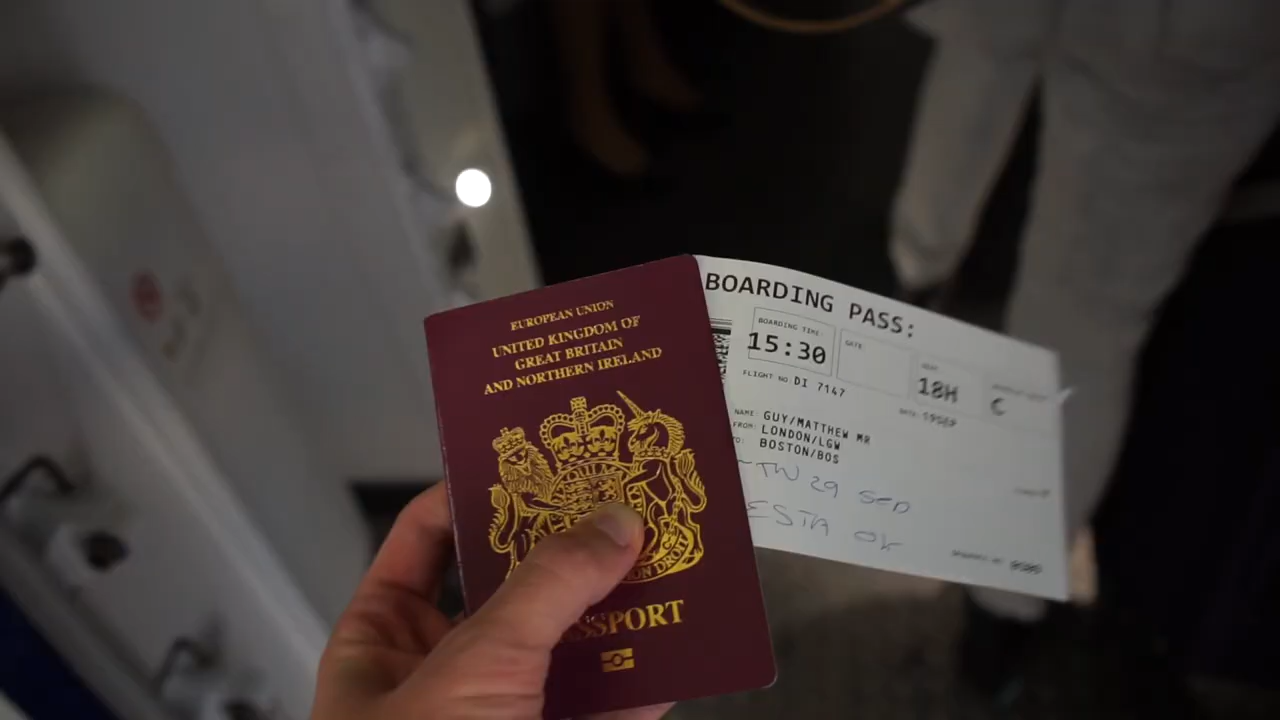 EUROPEAN UNION
UNITED KINGDOM OF
GREAT BRITAIN
AND NORTHERN IRELAND
SSPORT
BOARDING PASS:
BOARDING TIME:
15:30
GATE:
18H
C
FLIGHT NO: DI 7147
NAME: GUY/MATTHEW MR
FROM: LONDON/LGW
TO: BOSTON/BOS
29 SEP
ESTA OK